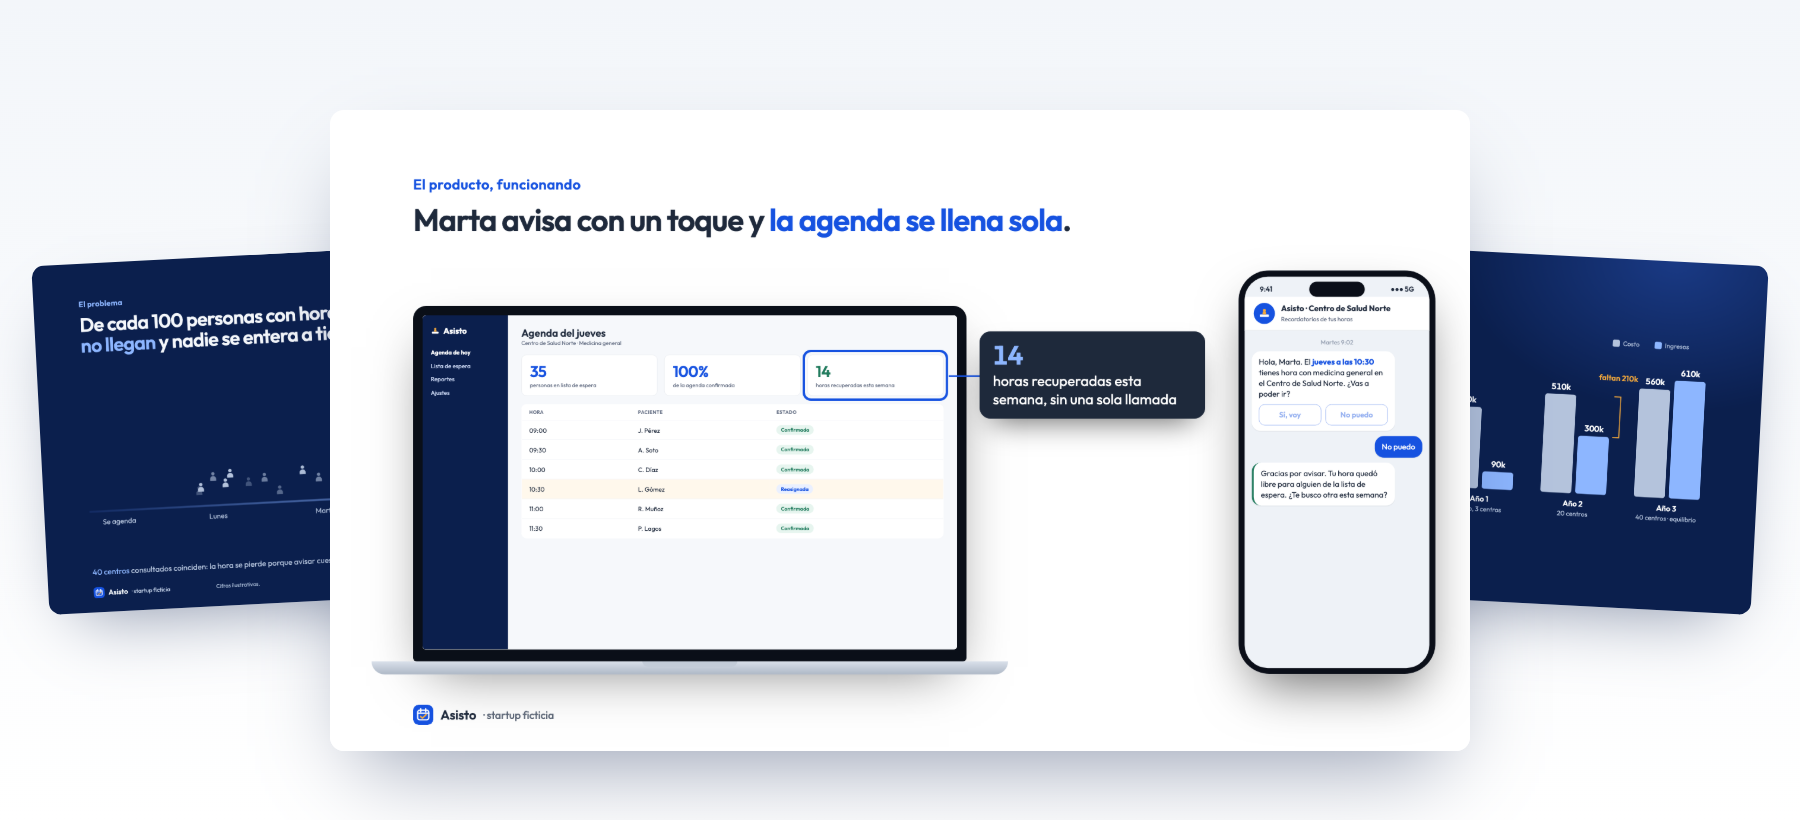 El problema
De cada 100 personas con
no llegan y nadie se entera a
Se agenda
Lunes
40 centros consultados coinciden: la hora se pierde porque avisar
Asisto · startup ficticia
Cifras ilustrativas.
El producto, funcionando
Marta avisa con un toque y la agenda se llena sola.
Asisto
Agenda de hoy
Lista de espera
Reportes
Ajustes
Agenda del jueves
Centro de Salud Norte · Medicina general
35
personas en lista de espera
100%
de la agenda confirmada
14
horas recuperadas esta semana
HORA PACIENTE ESTADO
09:00 J. Pérez Confirmada
09:30 A. Soto Confirmada
10:00 C. Díaz Confirmada
10:30 L. Gómez Reasignada
11:00 R. Muñoz Confirmada
11:30 P. Lagos Confirmada
14
horas recuperadas esta
semana, sin una sola llamada
9:41 5G
Asisto · Centro de Salud Norte
Recordatorios de tus horas
Martes 9:02
Hola, Marta. El jueves a las 10:30
tienes hora con medicina general en
el Centro de Salud Norte. ¿Vas a
poder ir?
Sí, voy No puedo
No puedo
Gracias por avisar. Tu hora quedó
libre para alguien de la lista de
espera. ¿Te busco otra esta semana?
Asisto · startup ficticia
Costo Ingresos
faltan 210k
90k
510k
300k
560k
610k
Año 1
3 centros
Año 2
20 centros
Año 3
40 centros · equilibrio